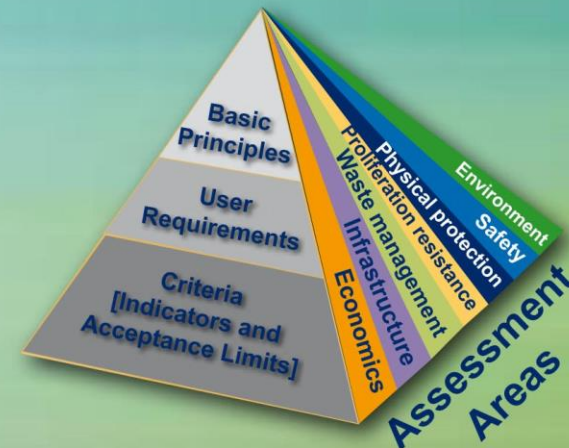 Basic
Principles
User
Requirements
Criteria
[Indicators and
Acceptance Limits]
Economics
Infrastructure
Waste management
Proliferation resistance
Physical protection
Safety
Environment
Assessment
Areas